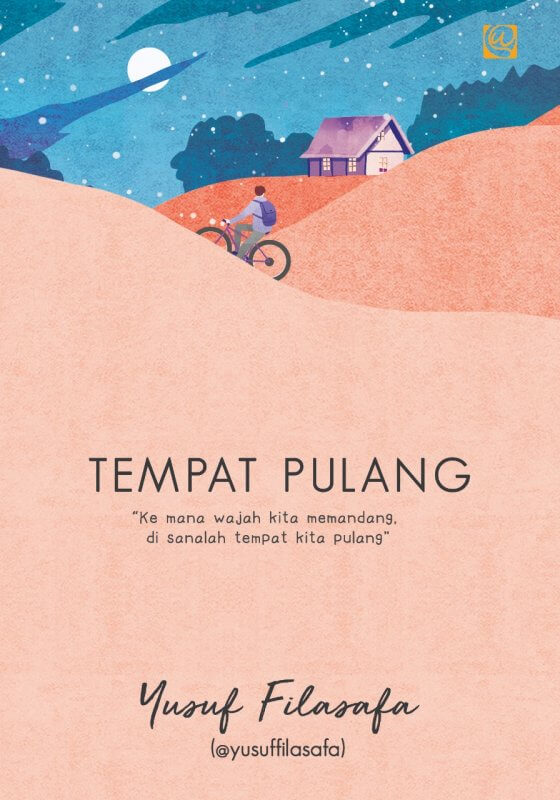 TEMPAT PULANG
"Ke mana wajah kita memandang,
di sanalah tempat kita pulang"
Yusuf Filasafa
(@yusuffilasafa)